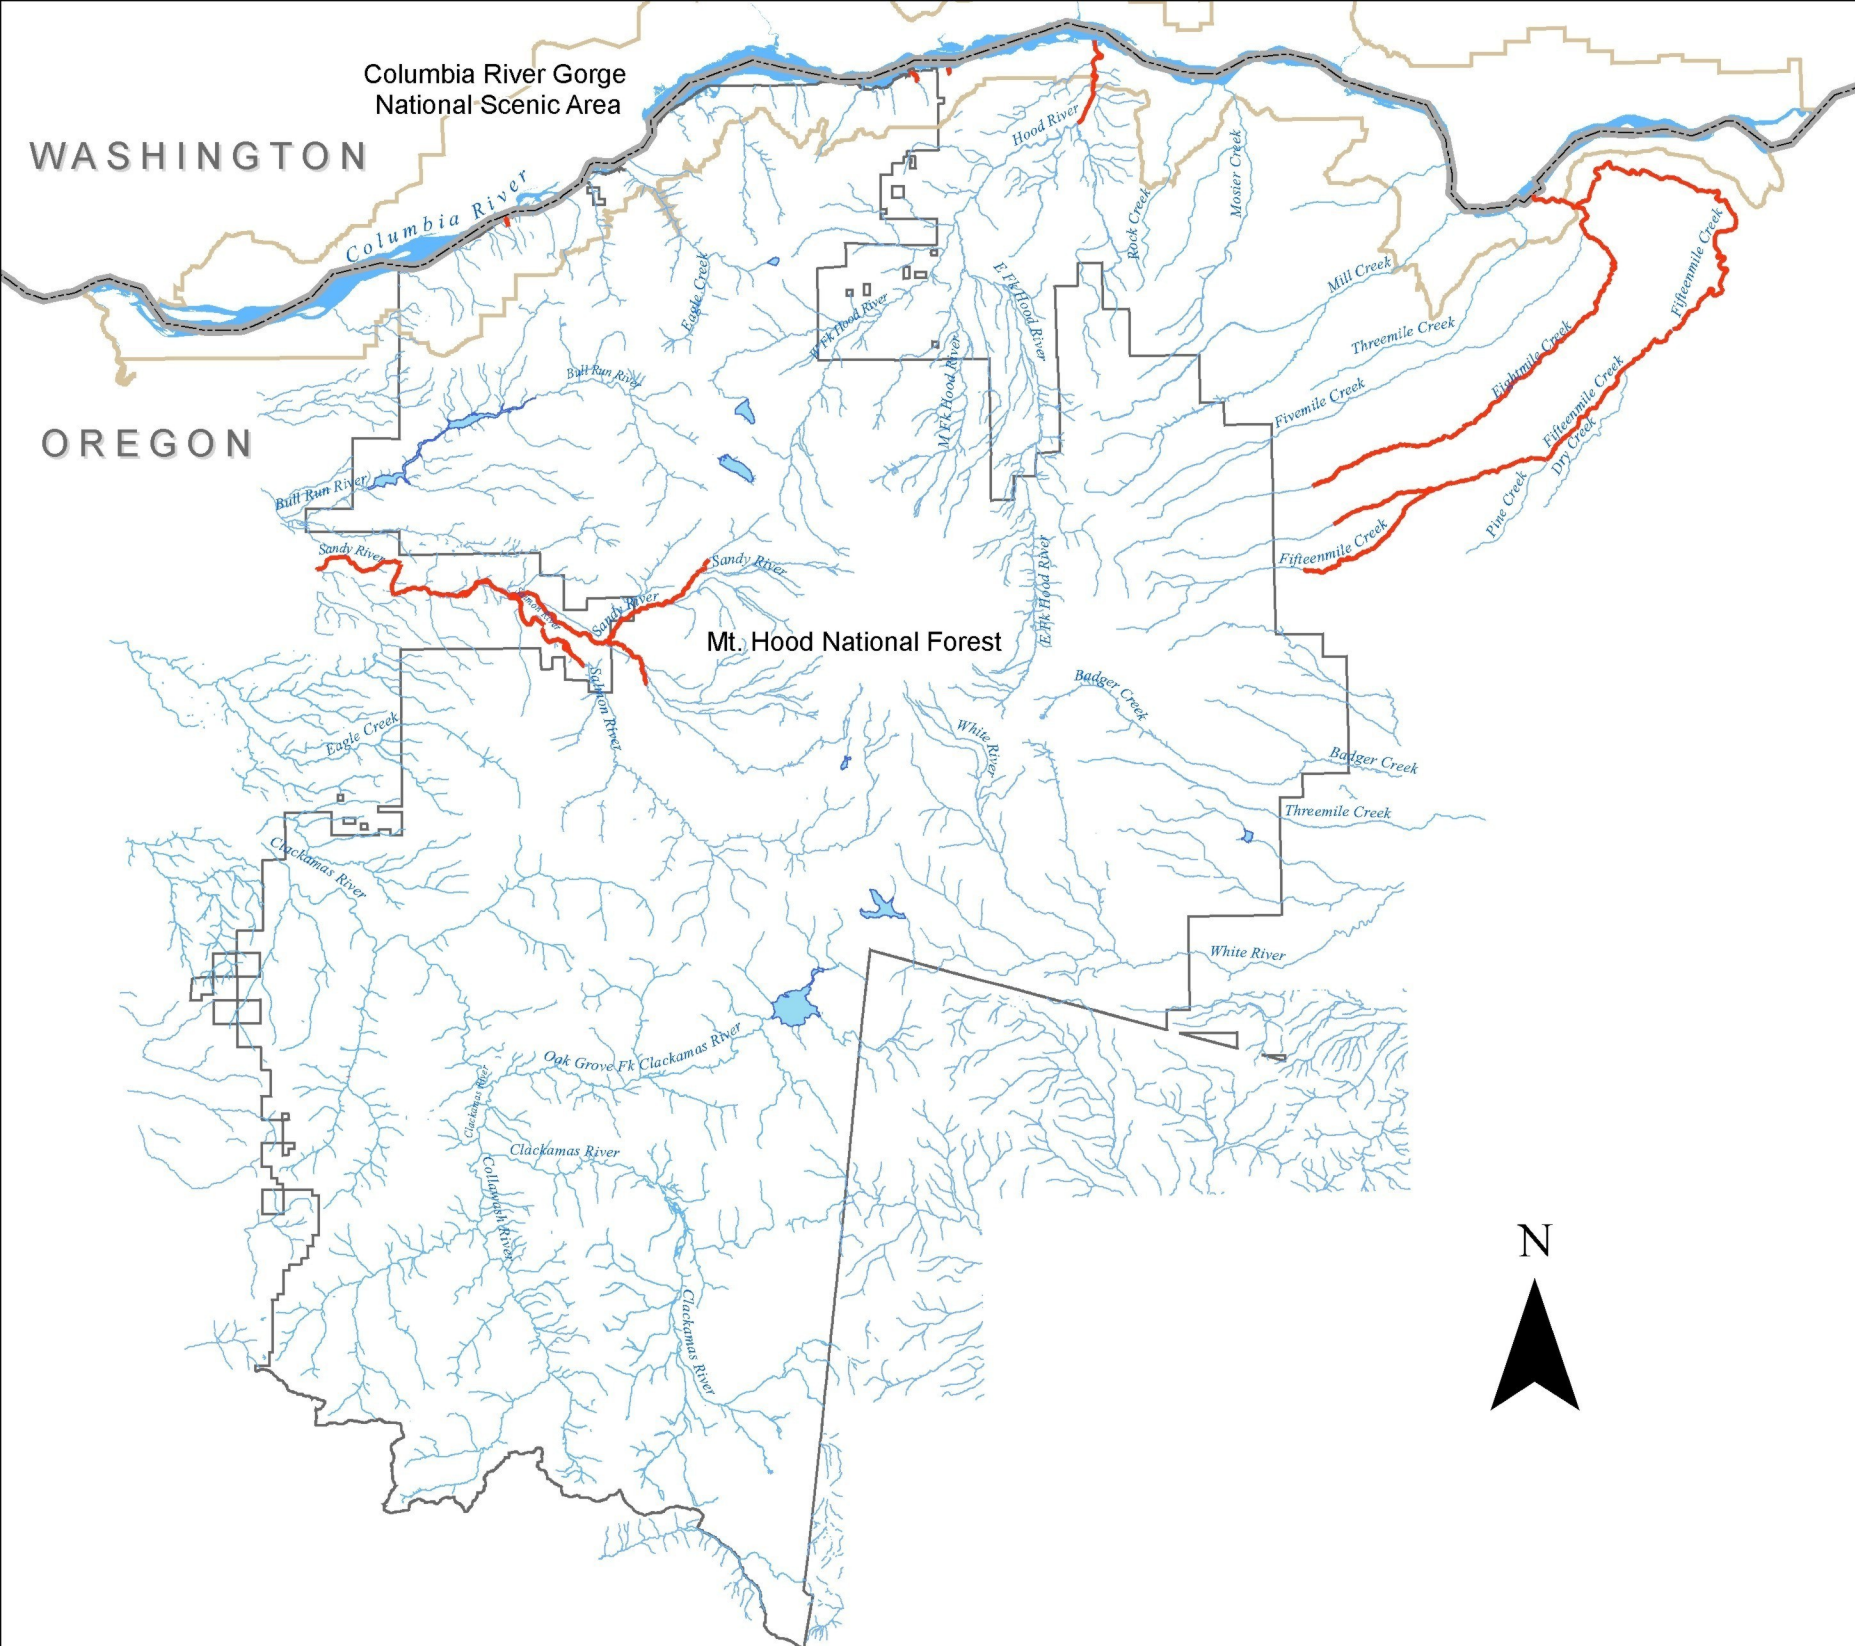 Columbia River Gorge
National Scenic Area
WASHINGTON
Columbia River
Hood River
Mosier Creek
Rock Creek
Fifteenmile Creek
Eagle Creek
E Fk Hood River
Mill Creek
W Fk Hood River
Threemile Creek
Eightmile Creek
M Fk Hood River
Bull Run River
Fivemile Creek
Fifteenmile Creek
OREGON
Dry Creek
Bull Run River
Pine Creek
Sandy River
Sandy River
Fifteenmile Creek
E Fk Hood River
Salmon River
Sandy River
Mt. Hood National Forest
Salmon River
Badger Creek
Eagle Creek
White River
Badger Creek
Threemile Creek
Clackamas River
White River
Oak Grove Fk Clackamas River
Clackamas River
Clackamas River
Collawash River
N
Clackamas River